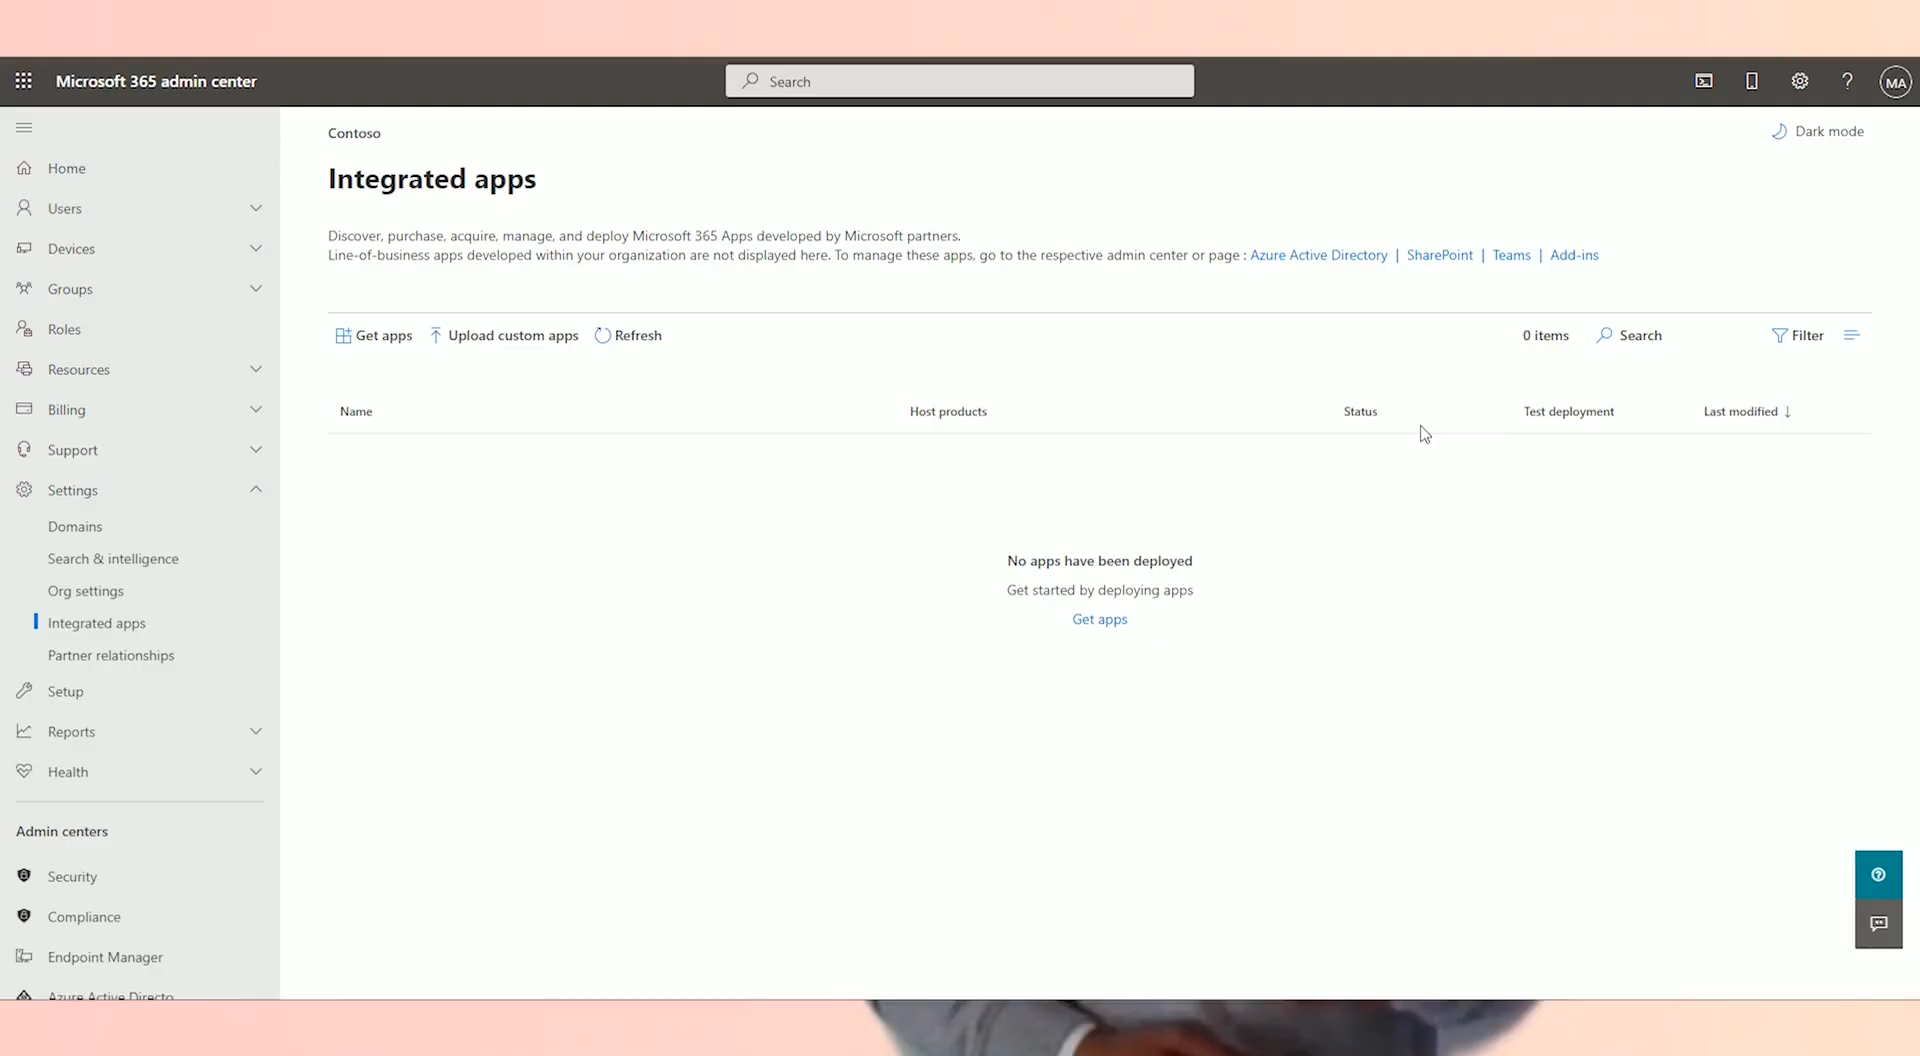 Microsoft 365 admin center
Search
MA
Contoso
Dark mode
Integrated apps
Discover, purchase, acquire, manage, and deploy Microsoft 365 Apps developed by Microsoft partners.
Line-of-business apps developed within your organization are not displayed here. To manage these apps, go to the respective admin center or page : Azure Active Directory | SharePoint | Teams | Add-ins
Get apps
Upload custom apps
Refresh
0 items
Search
Filter
Name
Host products
Status
Test deployment
Last modified ↓
No apps have been deployed
Get started by deploying apps
Get apps
Home
Users
Devices
Groups
Roles
Resources
Billing
Support
Settings
Domains
Search & intelligence
Org settings
Integrated apps
Partner relationships
Setup
Reports
Health
Admin centers
Security
Compliance
Endpoint Manager
Azure Active Directo